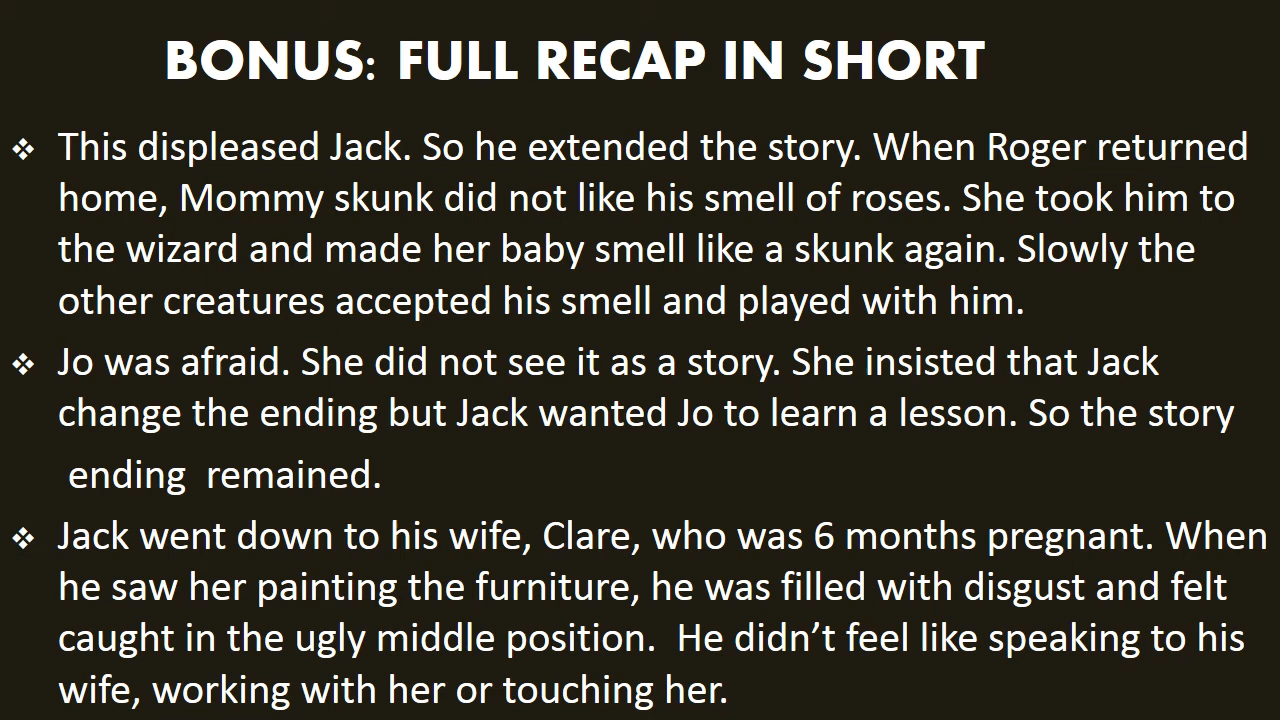 BONUS: FULL RECAP IN SHORT
❖ This displeased Jack. So he extended the story. When Roger returned
home, Mommy skunk did not like his smell of roses. She took him to
the wizard and made her baby smell like a skunk again. Slowly the
other creatures accepted his smell and played with him.
❖ Jo was afraid. She did not see it as a story. She insisted that Jack
change the ending but Jack wanted Jo to learn a lesson. So the story
ending  remained.
❖ Jack went down to his wife, Clare, who was 6 months pregnant. When
he saw her painting the furniture, he was filled with disgust and felt
caught in the ugly middle position.  He didn’t feel like speaking to his
wife, working with her or touching her.